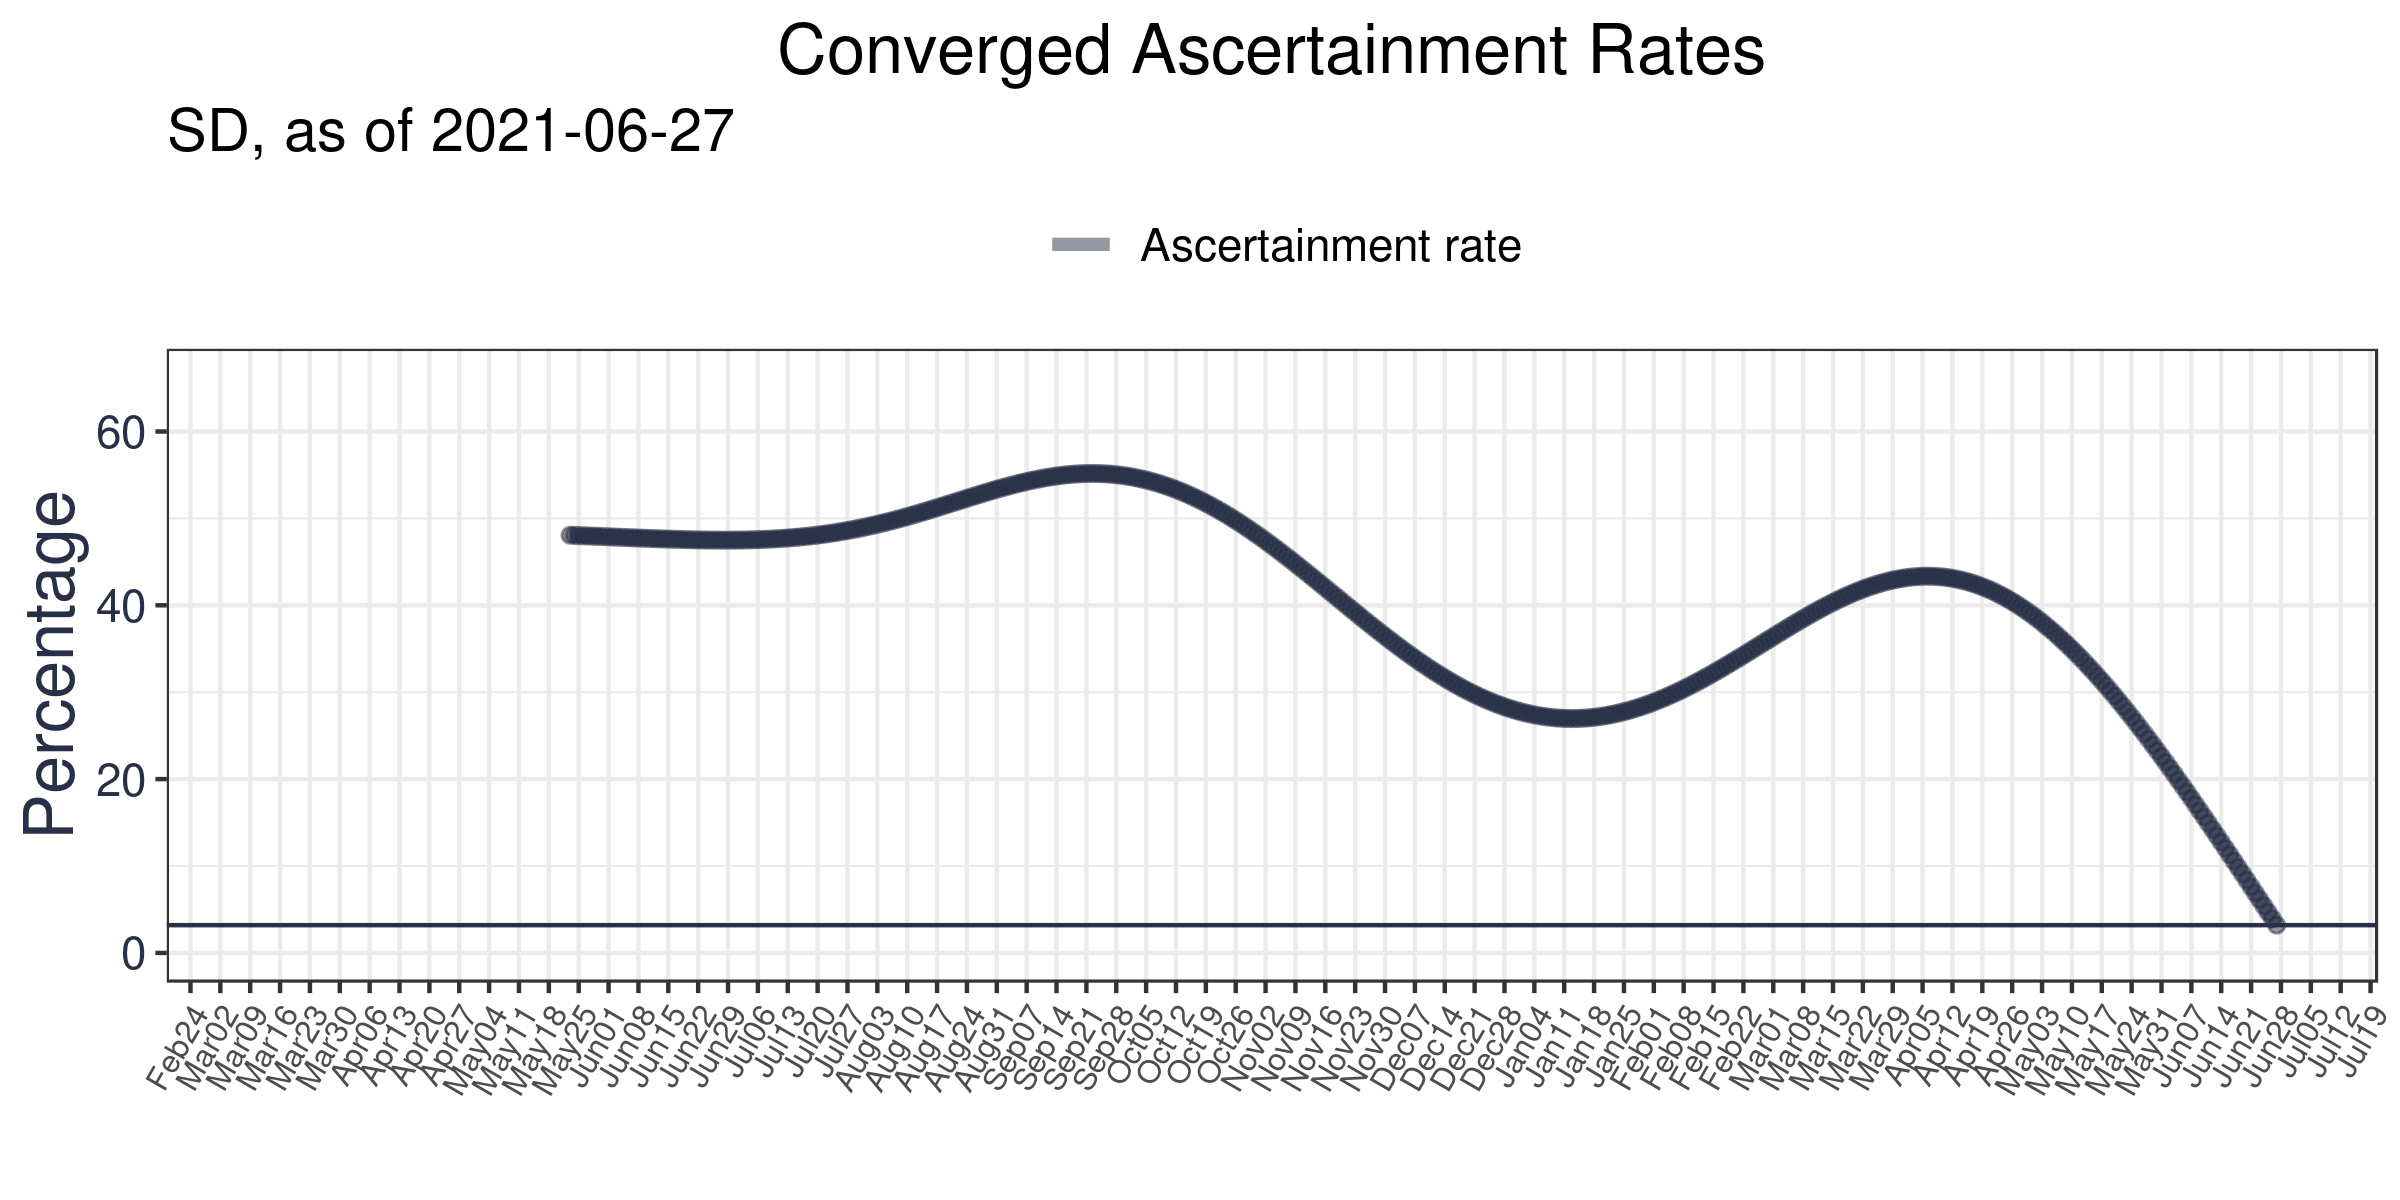 Converged Ascertainment Rates
SD, as of 2021-06-27
Ascertainment rate
Percentage
60
40
20
0
Feb24
Mar02
Mar09
Mar16
Mar23
Mar30
Apr06
Apr13
Apr20
Apr27
May04
May11
May18
May25
Jun01
Jun08
Jun15
Jun22
Jun29
Jul06
Jul13
Jul20
Jul27
Aug03
Aug10
Aug17
Aug24
Aug31
Sep07
Sep14
Sep21
Sep28
Oct05
Oct12
Oct19
Oct26
Nov02
Nov09
Nov16
Nov23
Nov30
Dec07
Dec14
Dec21
Dec28
Jan04
Jan11
Jan18
Jan25
Feb01
Feb08
Feb15
Feb22
Mar01
Mar08
Mar15
Mar22
Mar29
Apr05
Apr12
Apr19
Apr26
May03
May10
May17
May24
May31
Jun07
Jun14
Jun21
Jun28
Jul05
Jul12
Jul19